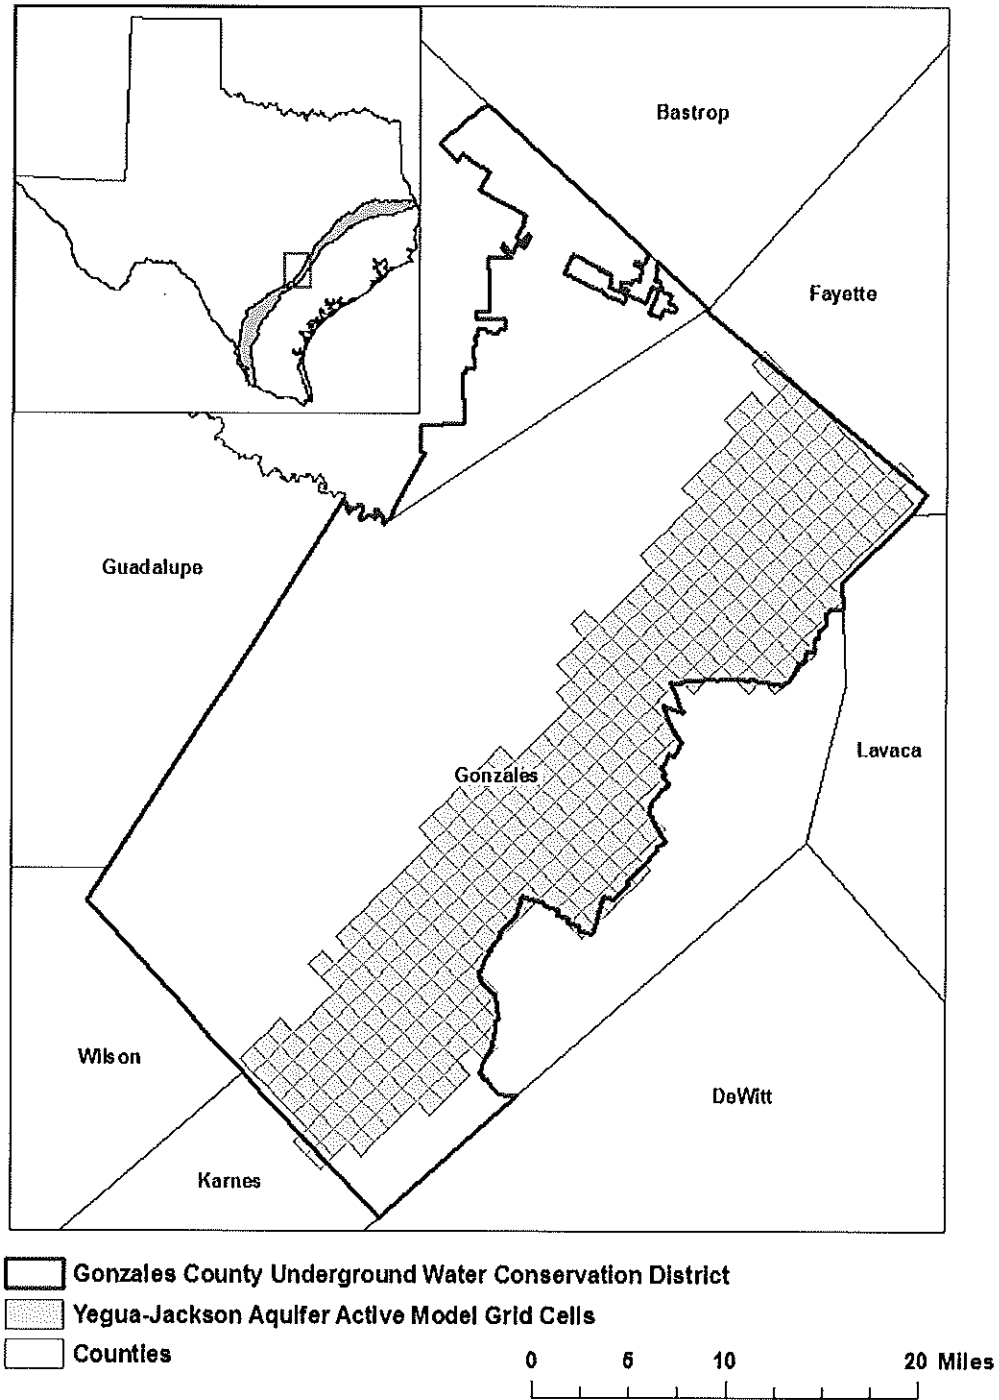 Bastrop
Fayette
Guadalupe
Lavaca
Gonzales
Wilson
DeWitt
Karnes
Gonzales County Underground Water Conservation District
Yegua-Jackson Aquifer Active Model Grid Cells
Counties
0 5 10 20 Miles